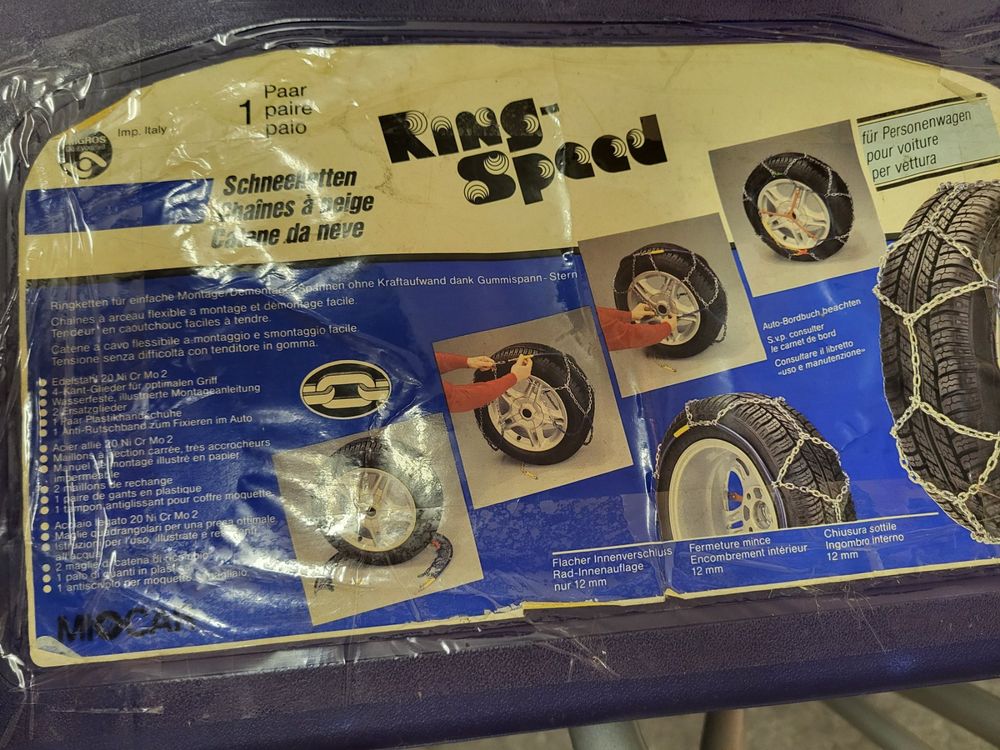 1
Paar
paire
paio
Imp. Italy
MIGROS
Ring-
Speed
für Personenwagen
pour voiture
per vettura
Schneeketten
Chaînes à neige
Catene da neve
Ringketten für einfache Montage/Demontage, Spannen ohne Kraftaufwand dank Gummispann-Stern
Chaînes à arceau flexible a montage et démontage facile.
Tenceur en caoutchouc faciles à tendre.
Catene a cavo flessibile a montaggio e smontaggio facile
Tensione senza difficoltà con tenditore in gomma.
Edelstahl 20 Ni Cr Mo 2
4-Kant-Glieder für optimalen Griff
Wasserfeste, illustrierte Montageanleitung
2 Ersatzglieder
1 Paar Plastikhandschuhe
1 Anti-Rutschband zum Fixieren im Auto
Acier allié 20 Ni Cr Mo 2
Maillons à section carrée, très accrocheurs
Manuel de montage illustré en papier
imperméable
2 maillons de rechange
1 paire de gants en plastique
1 tampon antiglissant pour coffre moquette
Acciaio legato 20 Ni Cr Mo 2
Maglie quadrangolari per una presa ottimale
Istruzioni per l'uso, illustrate e
all'acqua
2 maglie di catena di ricambio
1 paio di guanti in
1 antiscivolo per moquette
Auto-Bordbuch beachten
S.v.p. consulter
le carnet de bord
Consultare il libretto
«uso e manutenzione»
Flacher Innenverschluss
Rad-Innenauflage
nur 12 mm
Fermeture mince
Encombrement intérieur
12 mm
Chiusura sottile
Ingombro interno
12 mm
MIOCAR